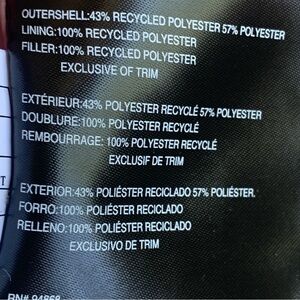 OUTERSHELL:43% RECYCLED POLYESTER 57% POLYESTER
LINING:100% RECYCLED POLYESTER
FILLER:100% RECYCLED POLYESTER
EXCLUSIVE OF TRIM
EXTÉRIEUR:43% POLYESTER RECYCLÉ 57% POLYESTER
DOUBLURE:100% POLYESTER RECYCLÉ
REMBOURRAGE: 100% POLYESTER RECYCLÉ
EXCLUSIF DE TRIM
EXTERIOR:43% POLIÉSTER RECICLADO 57% POLIÉSTER.
FORRO:100% POLIÉSTER RECICLADO
RELLENO:100% POLIÉSTER RECICLADO
EXCLUSIVO DE TRIM
RN# 94868